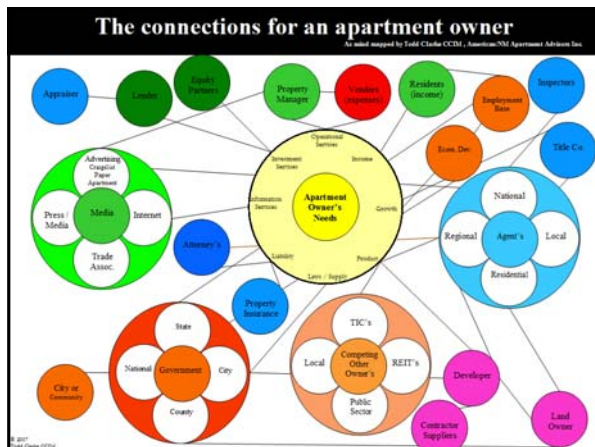 The connections for an apartment owner
As mind mapped by Todd Clarke CCIM, American/NM Apartment Advisors Inc.
Appraiser
Lender
Equity
Partners
Property
Manager
Vendors
(expenses)
Residents
(income)
Employment
Base
Inspectors
Econ. Dev.
Title Co.
Operational
Services
Investment
Services
Income
Information
Services
Growth
Apartment
Owner's
Needs
Liability
Product
Laws / Supply
Advertising
Craigslist
Paper
Apartment
Press /
Media
Media
Internet
Trade
Assoc.
Attorney's
National
Regional
Agent's
Local
Residential
Property
Insurance
State
National
Government
City
County
TIC's
Local
Competing
Other
Owner's
REIT's
Public
Sector
City or
Community
Developer
Contractor
Suppliers
Land
Owner
© 2007
Todd Clarke CCIM